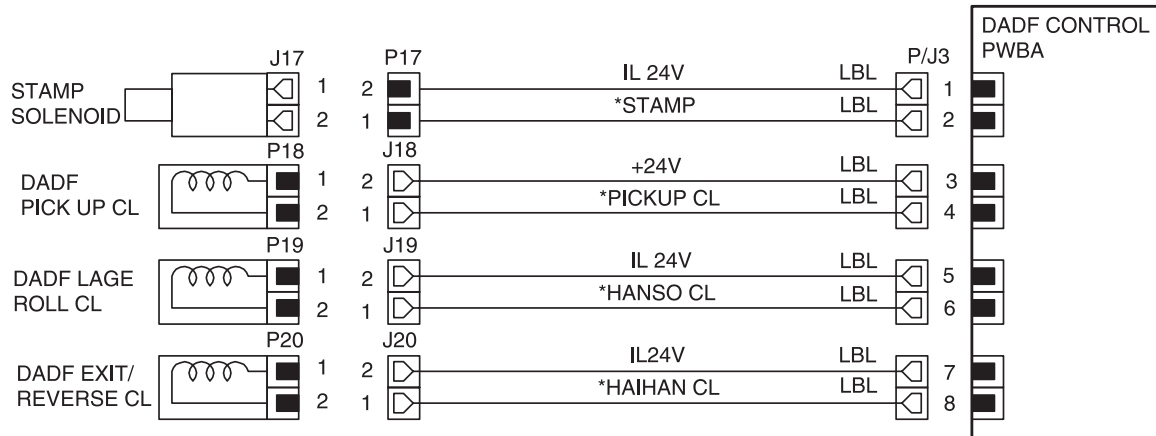 DADF CONTROL
PWBA
J17
P17
P/J3
STAMP
SOLENOID
1
2
IL 24V
LBL
1
2
1
*STAMP
LBL
2
P18
J18
DADF
PICK UP CL
1
2
+24V
LBL
3
2
1
*PICKUP CL
LBL
4
P19
J19
DADF LAGE
ROLL CL
1
2
IL 24V
LBL
5
2
1
*HANSO CL
LBL
6
P20
J20
DADF EXIT/
REVERSE CL
1
2
IL24V
LBL
7
2
1
*HAIHAN CL
LBL
8